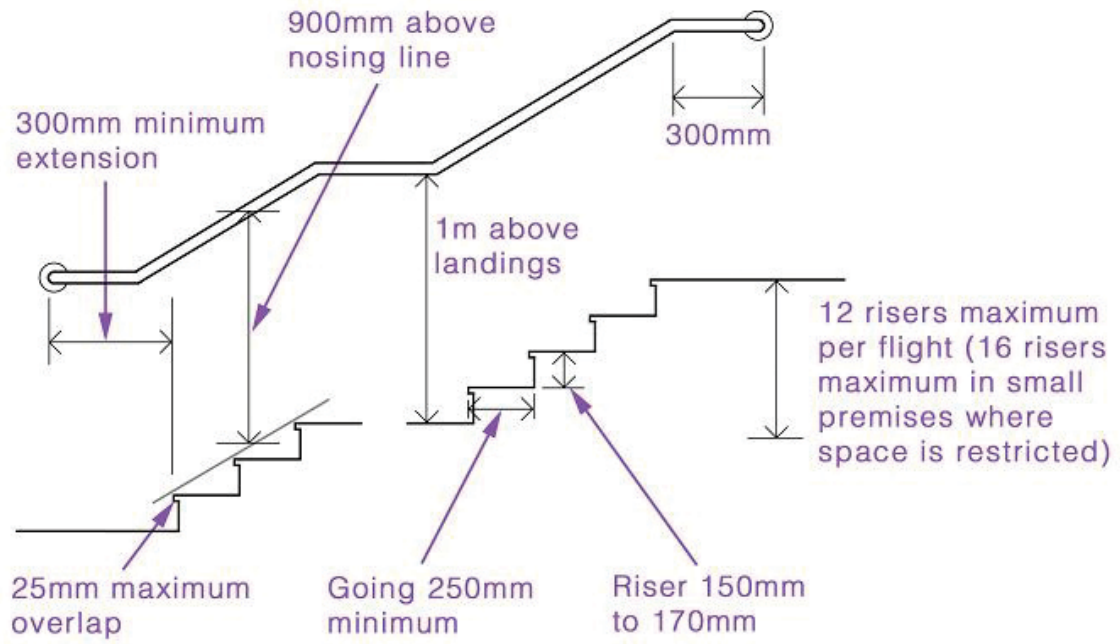 900mm above
nosing line
300mm minimum
extension
300mm
1m above
landings
12 risers maximum
per flight (16 risers
maximum in small
premises where
space is restricted)
25mm maximum
overlap
Going 250mm
minimum
Riser 150mm
to 170mm